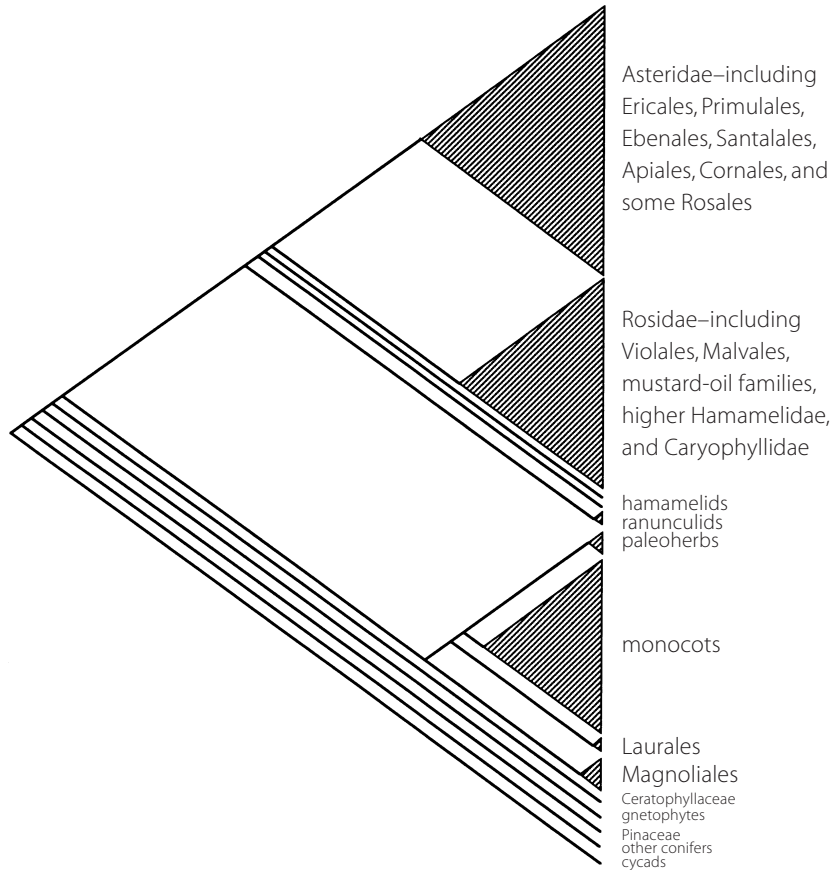 Asteridae–including
Ericales, Primulales,
Ebenales, Santalales,
Apiales, Cornales, and
some Rosales
Rosidae–including
Violales, Malvales,
mustard-oil families,
higher Hamamelidae,
and Caryophyllidae
hamamelids
ranunculids
paleoherbs
monocots
Laurales
Magnoliales
Ceratophyllaceae
gnetophytes
Pinaceae
other conifers
cycads